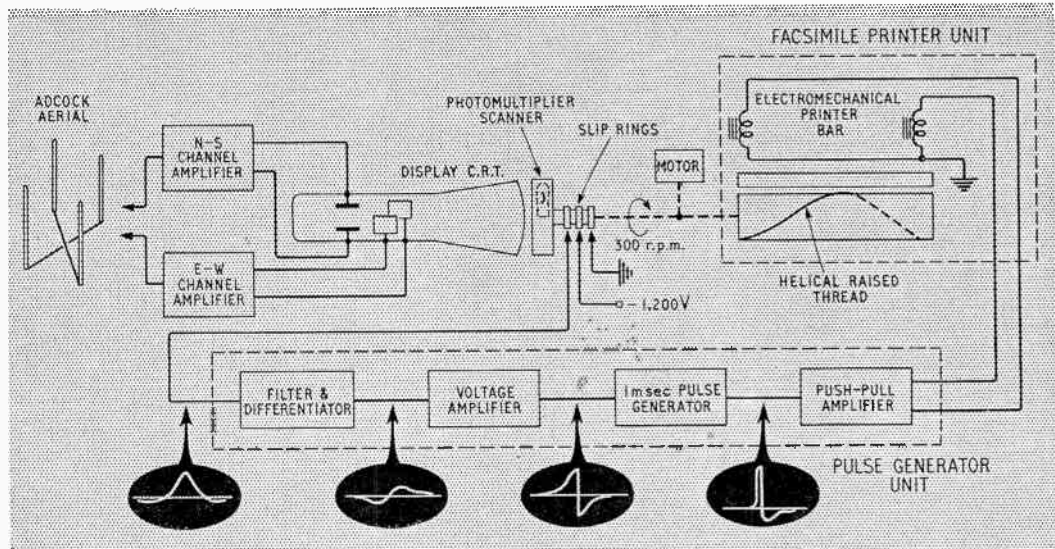 FACSIMILE PRINTER UNIT
ADCOCK
AERIAL
N-S
CHANNEL
AMPLIFIER
E-W
CHANNEL
AMPLIFIER
DISPLAY C.R.T.
PHOTOMULTIPLIER
SCANNER
SLIP RINGS
MOTOR
300 r.p.m.
-1,200V
ELECTROMECHANICAL
PRINTER
BAR
HELICAL RAISED
THREAD
FILTER &
DIFFERENTIATOR
VOLTAGE
AMPLIFIER
1msec PULSE
GENERATOR
PUSH-PULL
AMPLIFIER
PULSE GENERATOR
UNIT